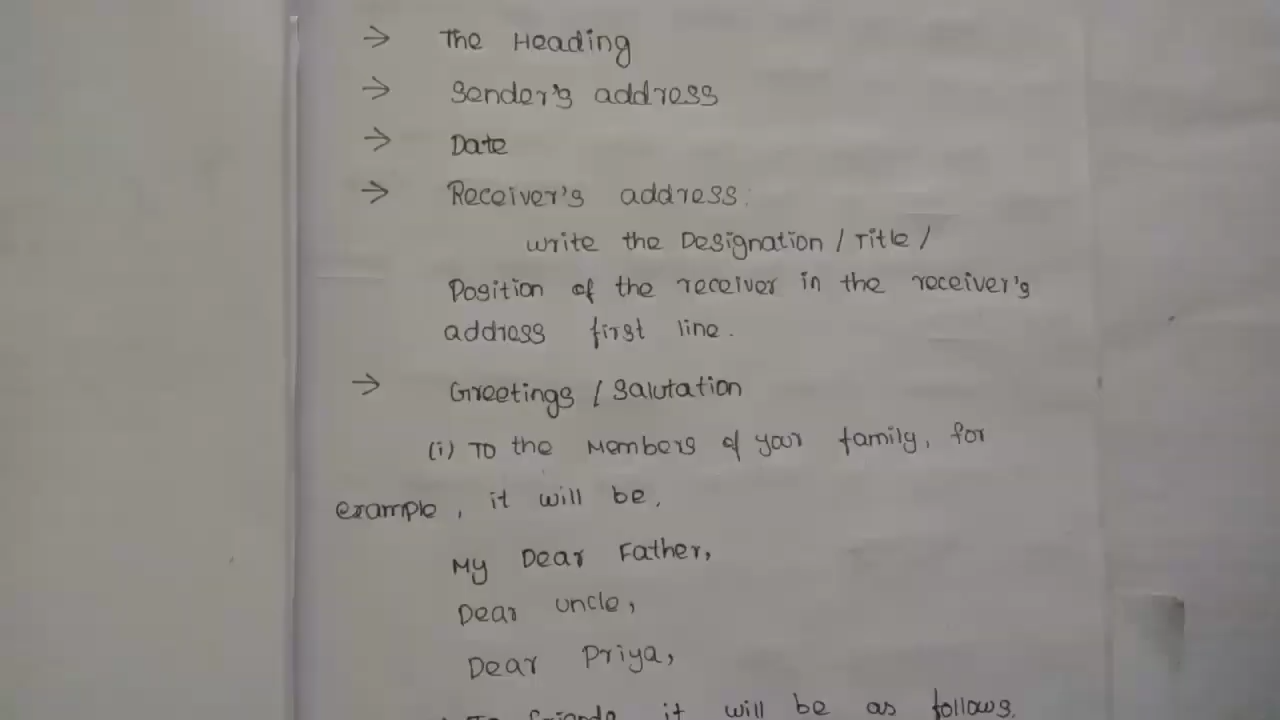 → The Heading
→ Sender's address
→ Date
→ Receiver's address:
write the Designation / Title /
Position of the receiver in the receiver's
address first line.
→ Greetings / Salutation
(i) To the Members of your family, for
example, it will be,
My Dear Father,
Dear uncle,
Dear Priya,
To friends it will be as follows.